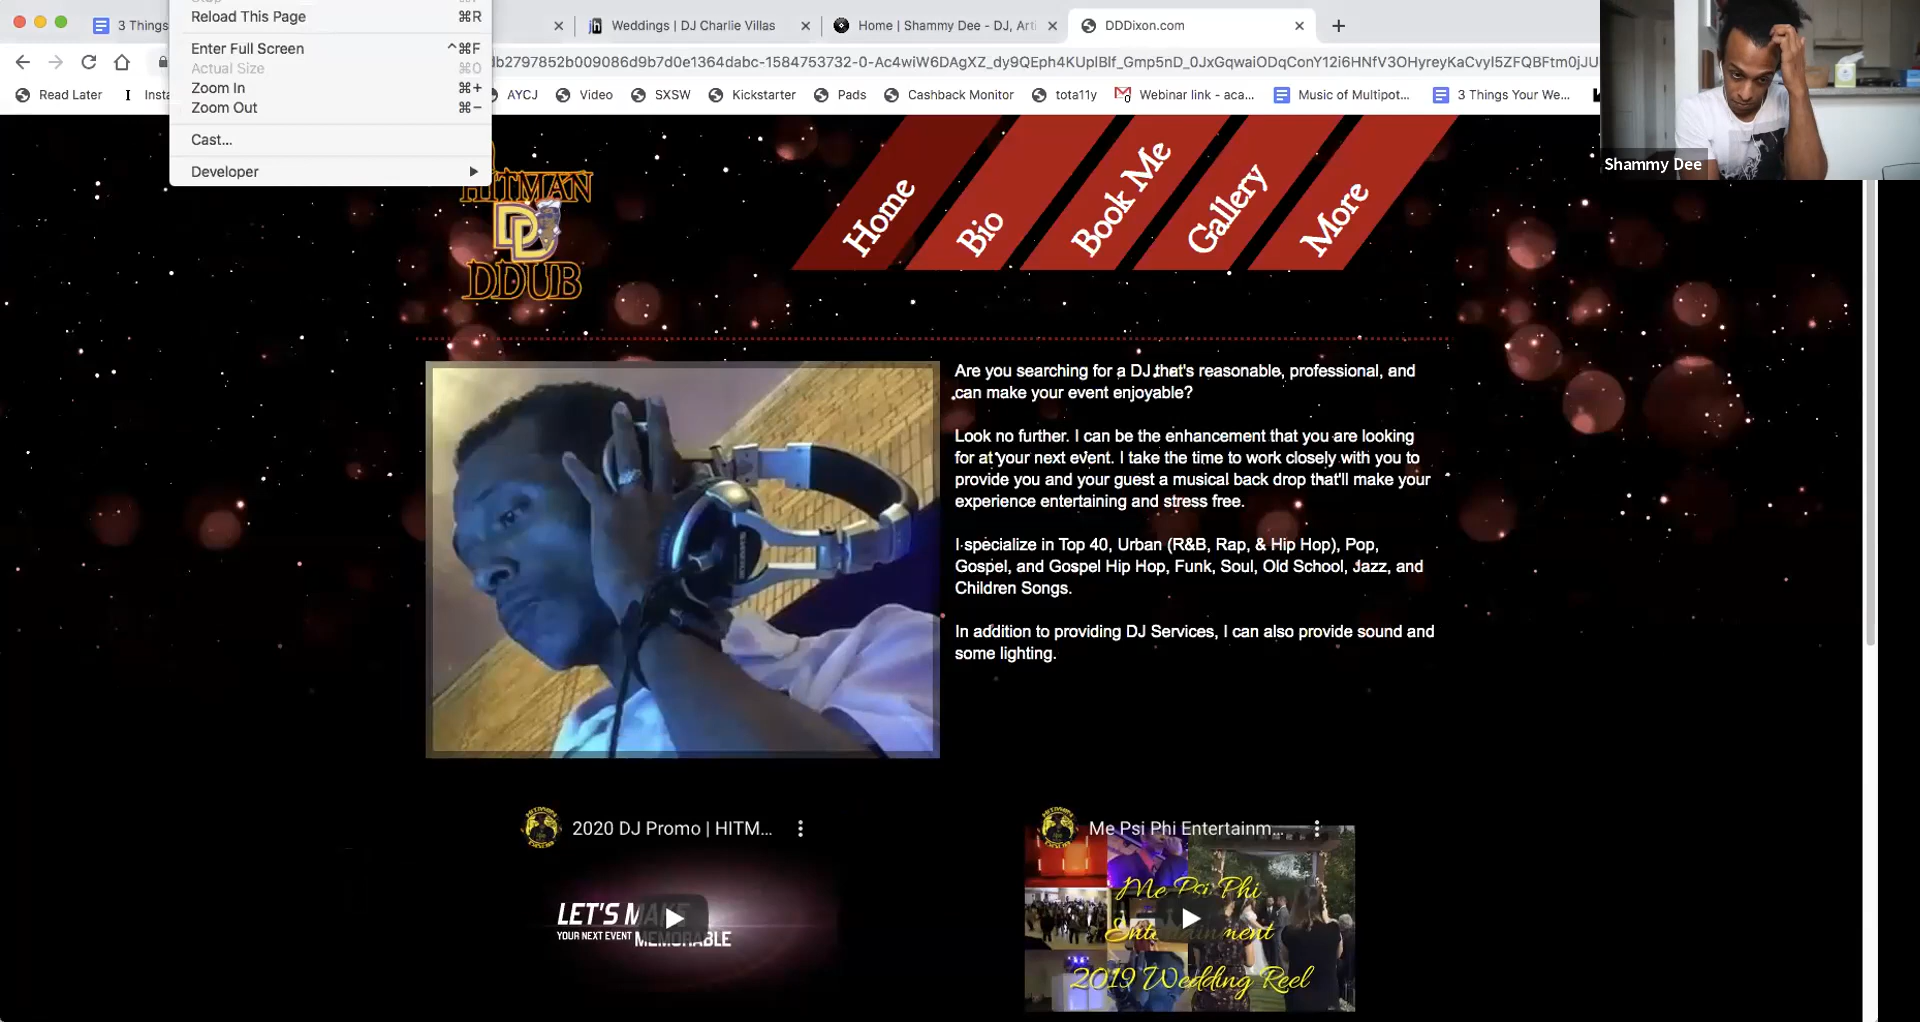 Reload This Page ⌘R
Enter Full Screen ^⌘F
Actual Size ⌘0
Zoom In ⌘+
Zoom Out ⌘−
Cast...
Developer
3 Things
Weddings | DJ Charlie Villas
Home | Shammy Dee - DJ, Arti
DDDixon.com
Read Later
Insta
AYCJ
Video
SXSW
Kickstarter
Pads
Cashback Monitor
tota11y
Webinar link - aca...
Music of Multipot...
3 Things Your We...
Shammy Dee
HITMAN
DD
DDUB
Home
Bio
Book Me
Gallery
More
Are you searching for a DJ that's reasonable, professional, and
can make your event enjoyable?
Look no further. I can be the enhancement that you are looking
for at your next event. I take the time to work closely with you to
provide you and your guest a musical back drop that'll make your
experience entertaining and stress free.
I specialize in Top 40, Urban (R&B, Rap, & Hip Hop), Pop,
Gospel, and Gospel Hip Hop, Funk, Soul, Old School, Jazz, and
Children Songs.
In addition to providing DJ Services, I can also provide sound and
some lighting.
2020 DJ Promo | HITM...
LET'S MAKE
YOUR NEXT EVENT MEMORABLE
Me Psi Phi Entertainm...
Me Psi Phi
Entertainment
2019 Wedding Reel